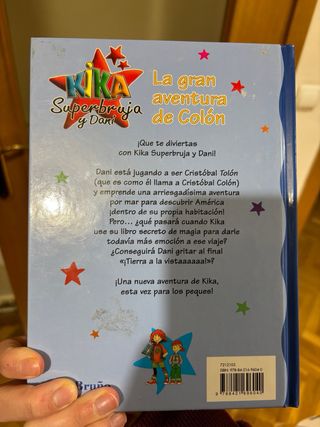 KIKA
Superbruja
y Dani
La gran
aventura
de Colón
¡Que te diviertas
con Kika Superbruja y Dani!
Dani está jugando a ser Cristóbal Tolón
(que es como él llama a Cristóbal Colón)
y emprende una arriesgadísima aventura
por mar para descubrir América
¡dentro de su propia habitación!
Pero... ¿qué pasará cuando Kika
use su libro secreto de magia para darle
todavía más emoción a ese viaje?
¿Conseguirá Dani gritar al final
«¡Tierra a la vistaaaaaa!»?
¡Una nueva aventura de Kika,
esta vez para los peques!
7212103
Bruño